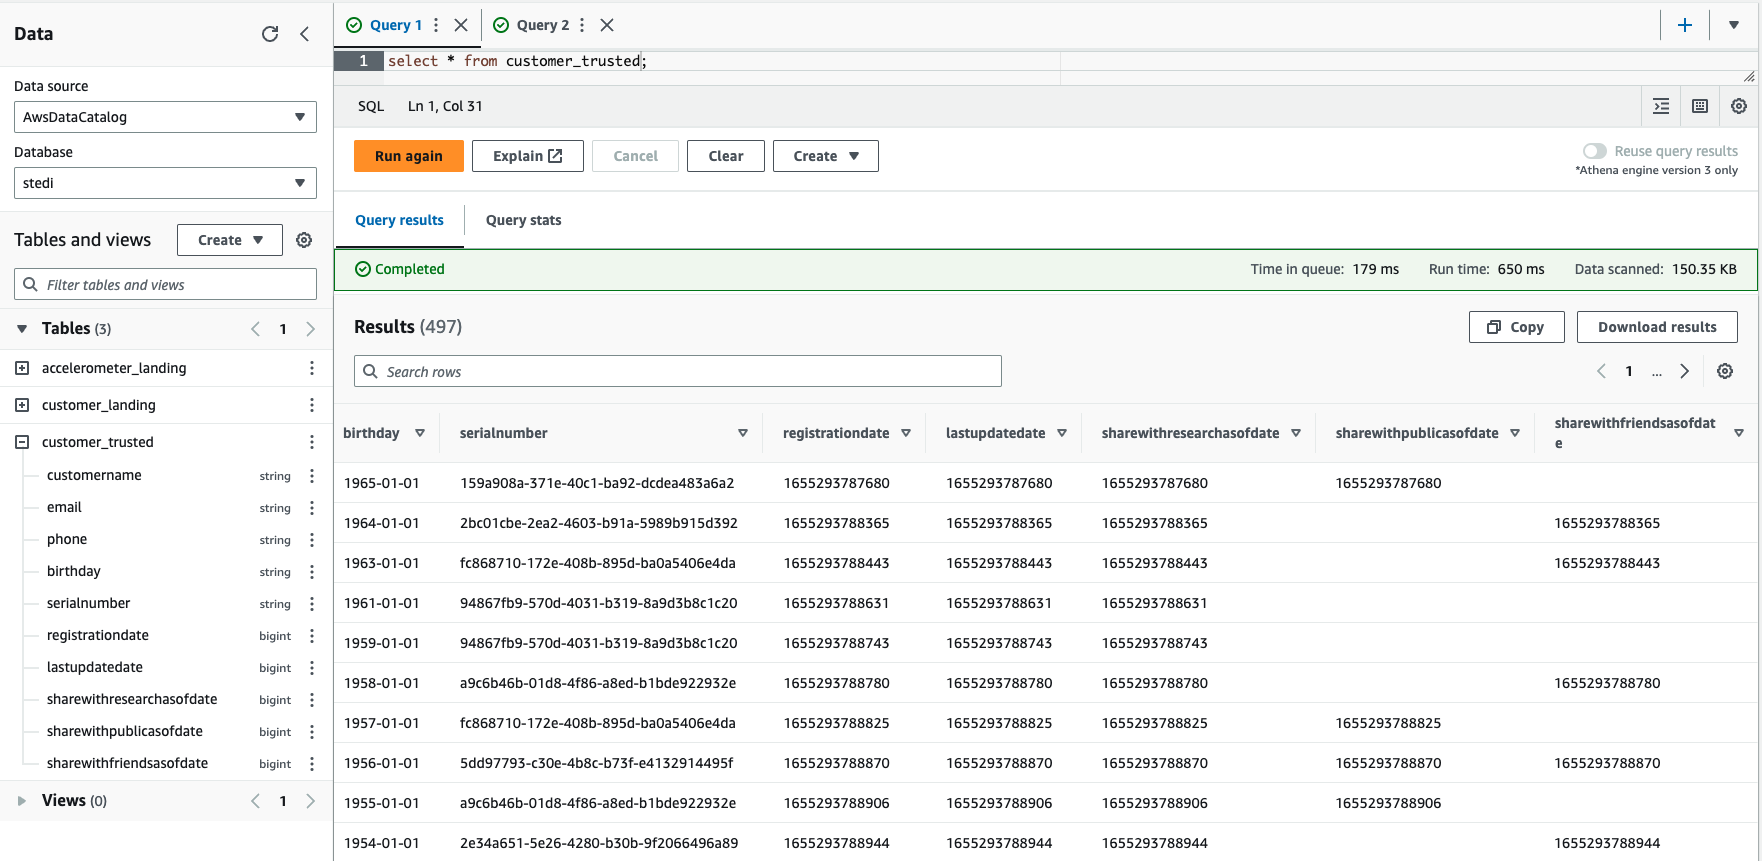 Data
Data source
AwsDataCatalog
Database
stedi
Tables and views
Create
Filter tables and views
Tables (3)
1
accelerometer_landing
customer_landing
customer_trusted
customername string
email string
phone string
birthday string
serialnumber string
registrationdate bigint
lastupdatedate bigint
sharewithresearchasofdate bigint
sharewithpublicasofdate bigint
sharewithfriendsasofdate bigint
Views (0)
1
Query 1
Query 2
1 select * from customer_trusted;
SQL Ln 1, Col 31
Run again
Explain
Cancel
Clear
Create
Reuse query results
*Athena engine version 3 only
Query results
Query stats
Completed
Time in queue: 179 ms Run time: 650 ms Data scanned: 150.35 KB
Results (497)
Copy
Download results
Search rows
1 ...
birthday serialnumber registrationdate lastupdatedate sharewithresearchasofdate sharewithpublicasofdate sharewithfriendsasofdat
e
1965-01-01 159a908a-371e-40c1-ba92-dcdea483a6a2 1655293787680 1655293787680 1655293787680 1655293787680
1964-01-01 2bc01cbe-2ea2-4603-b91a-5989b915d392 1655293788365 1655293788365 1655293788365 1655293788365
1963-01-01 fc868710-172e-408b-895d-ba0a5406e4da 1655293788443 1655293788443 1655293788443 1655293788443
1961-01-01 94867fb9-570d-4031-b319-8a9d3b8c1c20 1655293788631 1655293788631 1655293788631
1959-01-01 94867fb9-570d-4031-b319-8a9d3b8c1c20 1655293788743 1655293788743 1655293788743
1958-01-01 a9c6b46b-01d8-4f86-a8ed-b1bde922932e 1655293788780 1655293788780 1655293788780 1655293788780
1957-01-01 fc868710-172e-408b-895d-ba0a5406e4da 1655293788825 1655293788825 1655293788825 1655293788825
1956-01-01 5dd97793-c30e-4b8c-b73f-e4132914495f 1655293788870 1655293788870 1655293788870 1655293788870 1655293788870
1955-01-01 a9c6b46b-01d8-4f86-a8ed-b1bde922932e 1655293788906 1655293788906 1655293788906 1655293788906
1954-01-01 2e34a651-5e26-4280-b30b-9f2066496a89 1655293788944 1655293788944 1655293788944 1655293788944